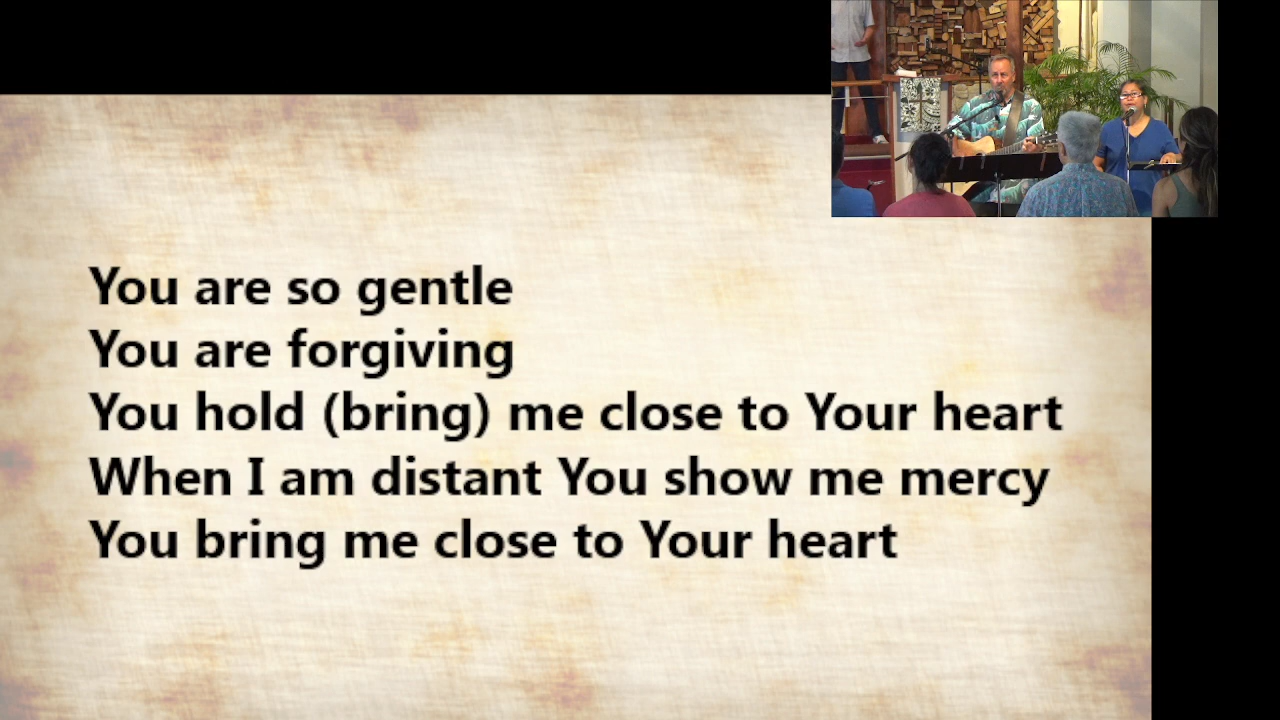 You are so gentle
You are forgiving
You hold (bring) me close to Your heart
When I am distant You show me mercy
You bring me close to Your heart